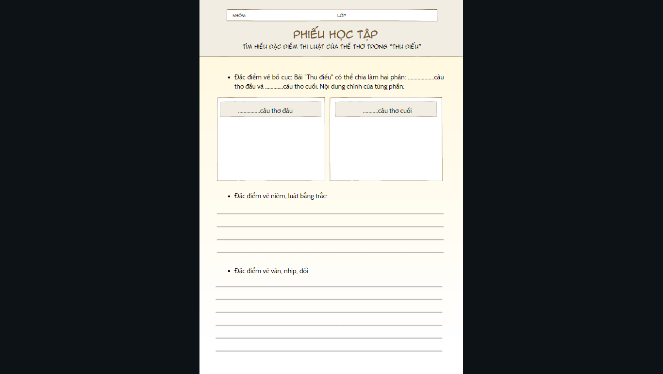 NHÓM: LỚP:
PHIẾU HỌC TẬP
TÌM HIỂU ĐẶC ĐIỂM THI LUẬT CỦA THỂ THƠ TRONG "THU ĐIẾU"
Đặc điểm về bố cục: Bài "Thu điếu" có thể chia làm hai phần: ................câu
thơ đầu và ...........câu thơ cuối. Nội dung chính của từng phần.
.............câu thơ đầu
.............câu thơ cuối
Đặc điểm về niêm, luật bằng trắc
Đặc điểm về vần, nhịp, đối